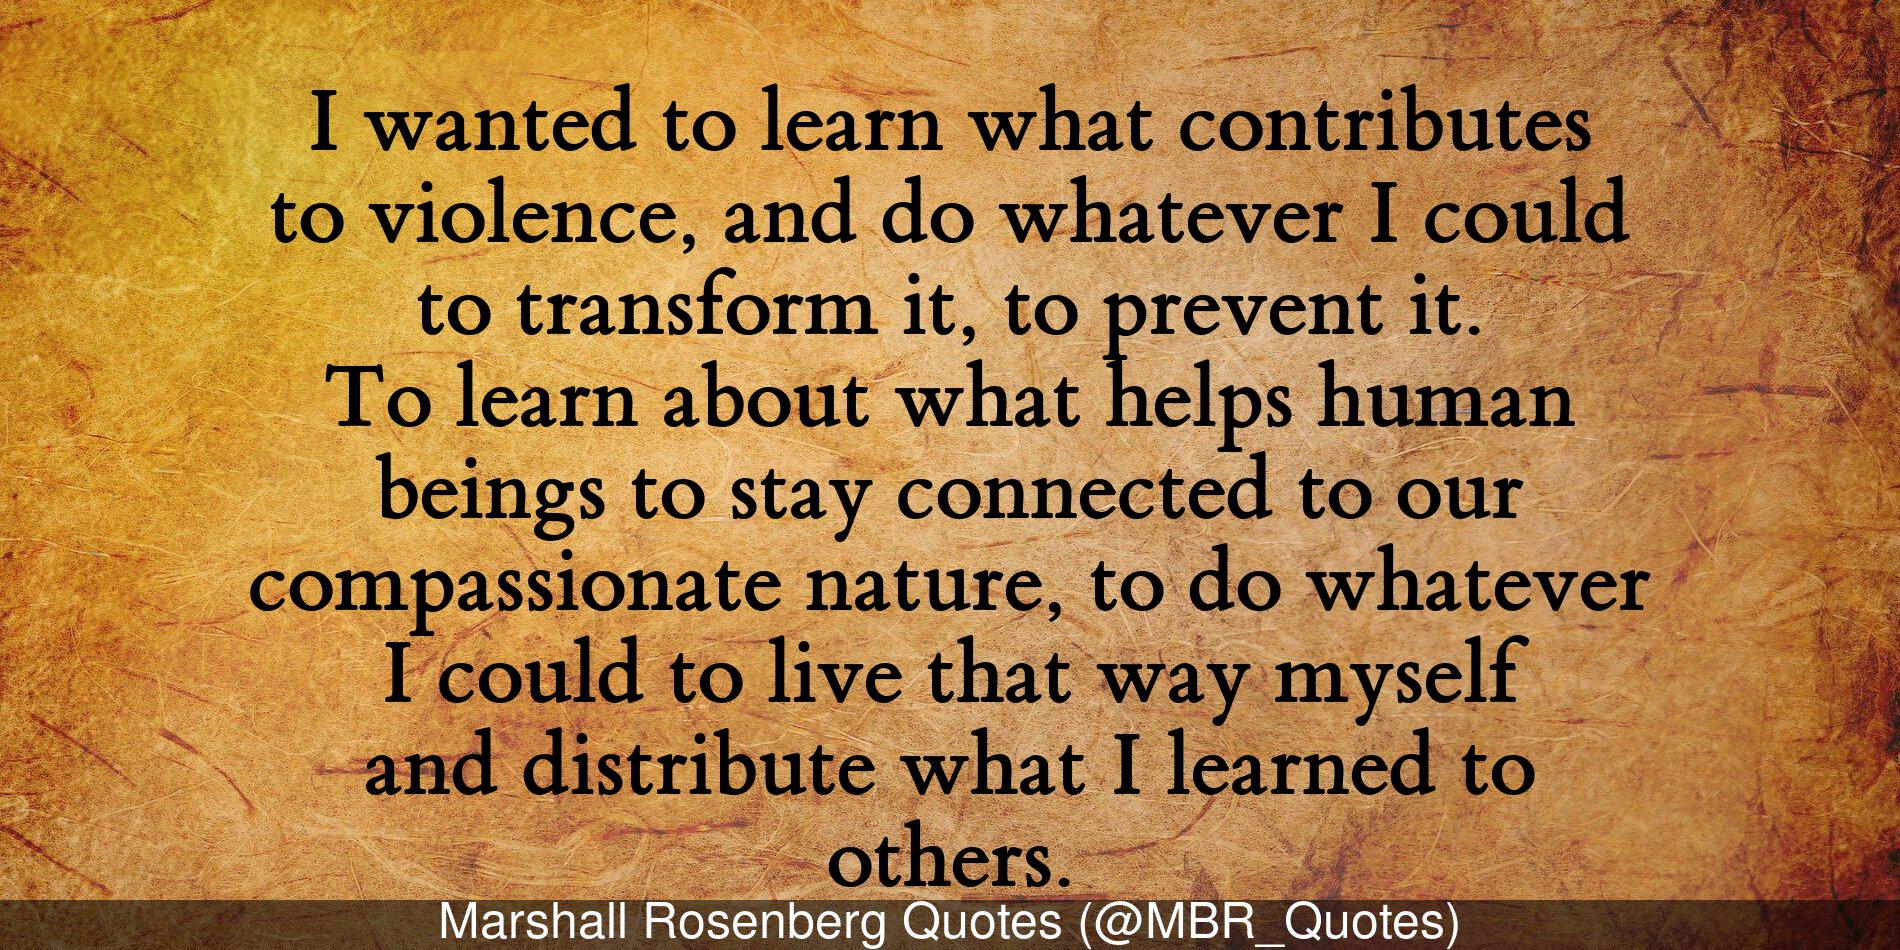 I wanted to learn what contributes
to violence, and do whatever I could
to transform it, to prevent it.
To learn about what helps human
beings to stay connected to our
compassionate nature, to do whatever
I could to live that way myself
and distribute what I learned to
others.
Marshall Rosenberg Quotes (@MBR_Quotes)